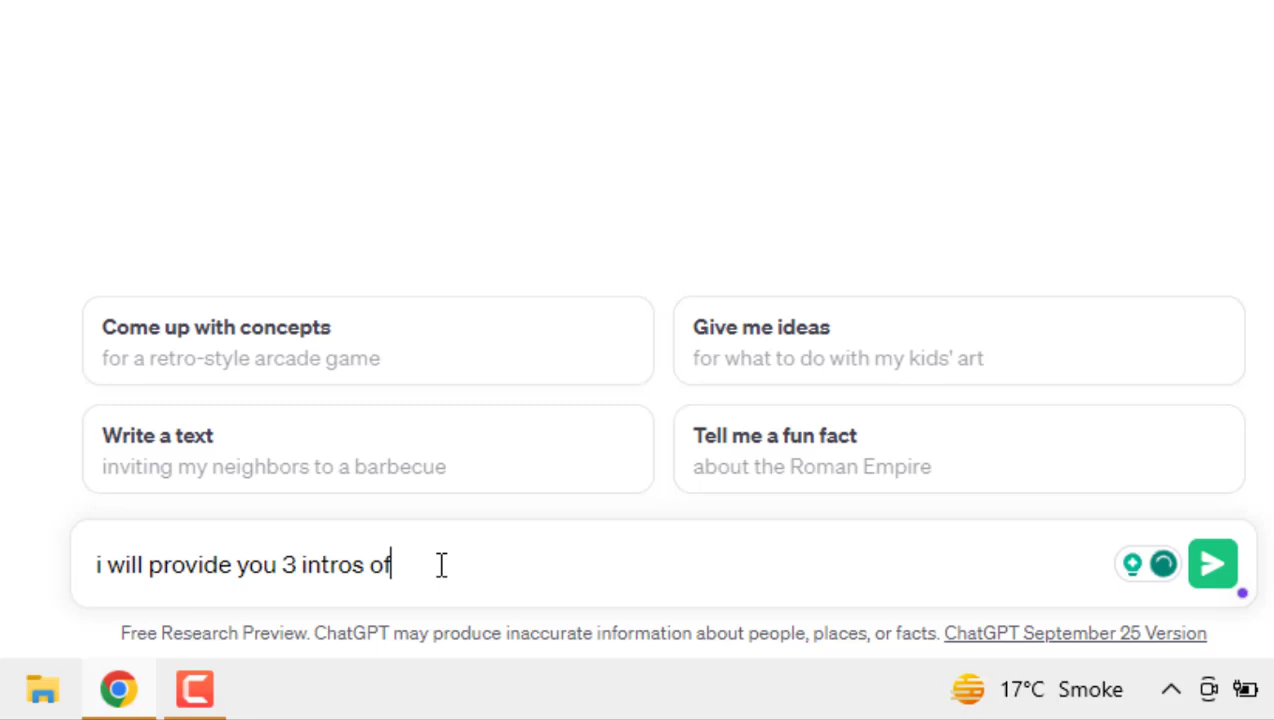 Come up with concepts
for a retro-style arcade game
Give me ideas
for what to do with my kids' art
Write a text
inviting my neighbors to a barbecue
Tell me a fun fact
about the Roman Empire
i will provide you 3 intros of
Free Research Preview. ChatGPT may produce inaccurate information about people, places, or facts. ChatGPT September 25 Version
17°C Smoke